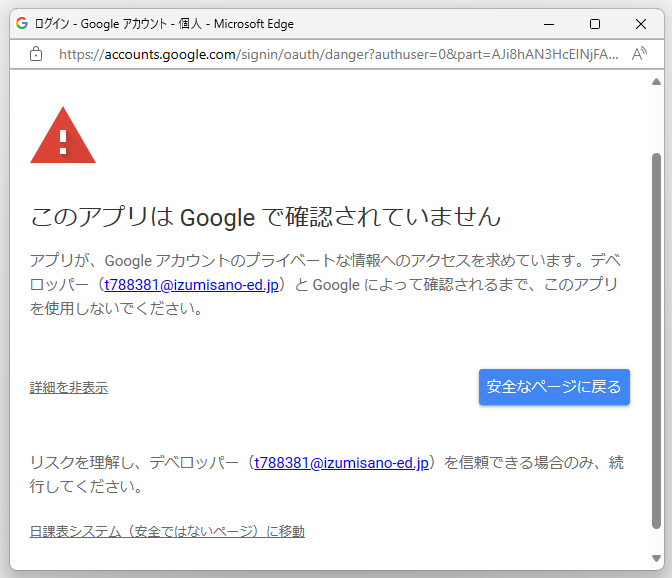 ログイン - Google アカウント - 個人 - Microsoft Edge
https://accounts.google.com/signin/oauth/danger?authuser=0&part=AJi8hAN3HcEINjFA...
このアプリは Google で確認されていません
アプリが、Google アカウントのプライベートな情報へのアクセスを求めています。デベ
ロッパー（t788381@izumisano-ed.jp）と Google によって確認されるまで、このアプリ
を使用しないでください。
詳細を非表示
安全なページに戻る
リスクを理解し、デベロッパー（t788381@izumisano-ed.jp）を信頼できる場合のみ、続
行してください。
日課表システム（安全ではないページ）に移動